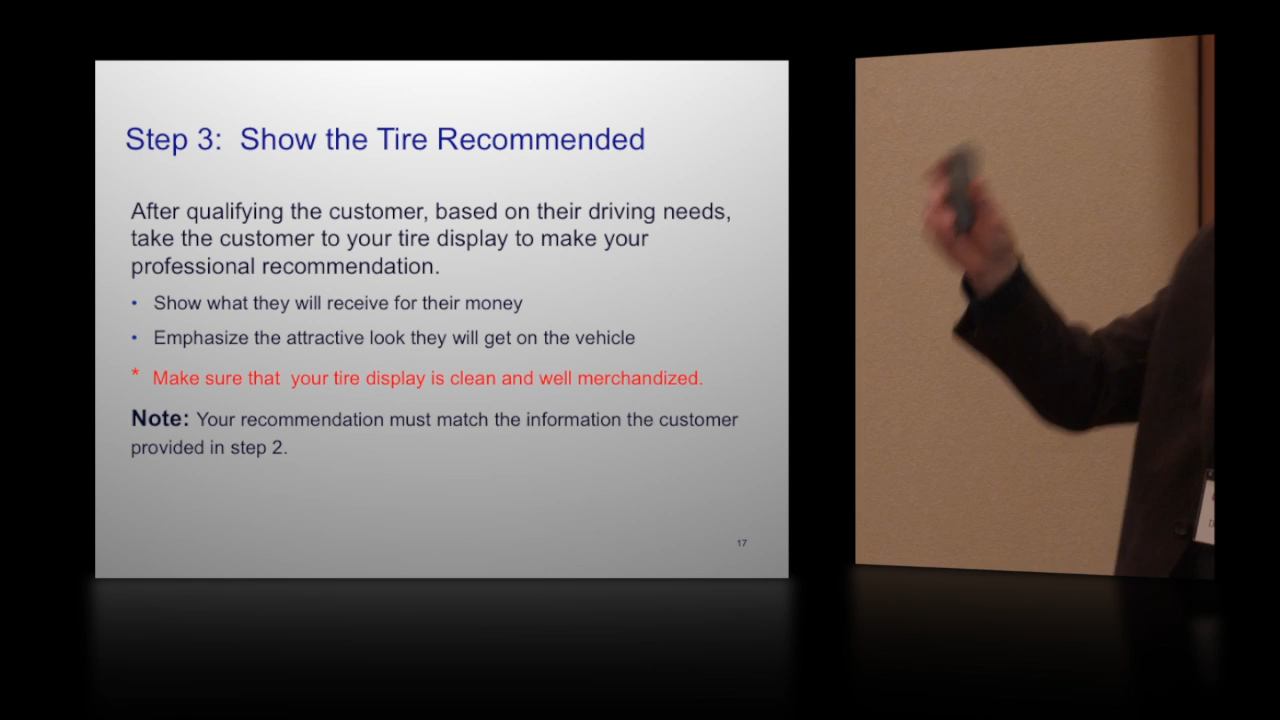 Step 3:  Show the Tire Recommended
After qualifying the customer, based on their driving needs,
take the customer to your tire display to make your
professional recommendation.
• Show what they will receive for their money
• Emphasize the attractive look they will get on the vehicle
* Make sure that  your tire display is clean and well merchandized.
Note: Your recommendation must match the information the customer
provided in step 2.
17